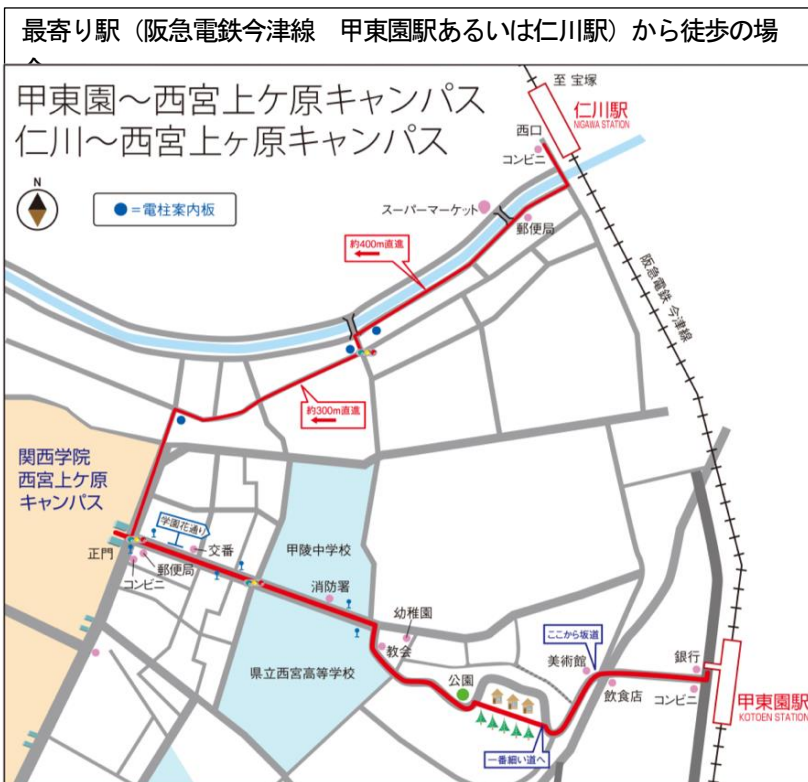 最寄り駅（阪急電鉄今津線　甲東園駅あるいは仁川駅）から徒歩の場
甲東園～西宮上ケ原キャンパス
仁川～西宮上ヶ原キャンパス
至 宝塚
仁川駅
NIGAWA STATION
西口
コンビニ
N
●＝電柱案内板
スーパーマーケット
郵便局
約400m直進
阪急電鉄 今津線
約300m直進
関西学院
西宮上ケ原
キャンパス
学園花通り
正門
交番
郵便局
コンビニ
甲陵中学校
消防署
幼稚園
教会
県立西宮高等学校
公園
ここから坂道
美術館
飲食店
銀行
コンビニ
甲東園駅
KOTOEN STATION
一番細い道へ